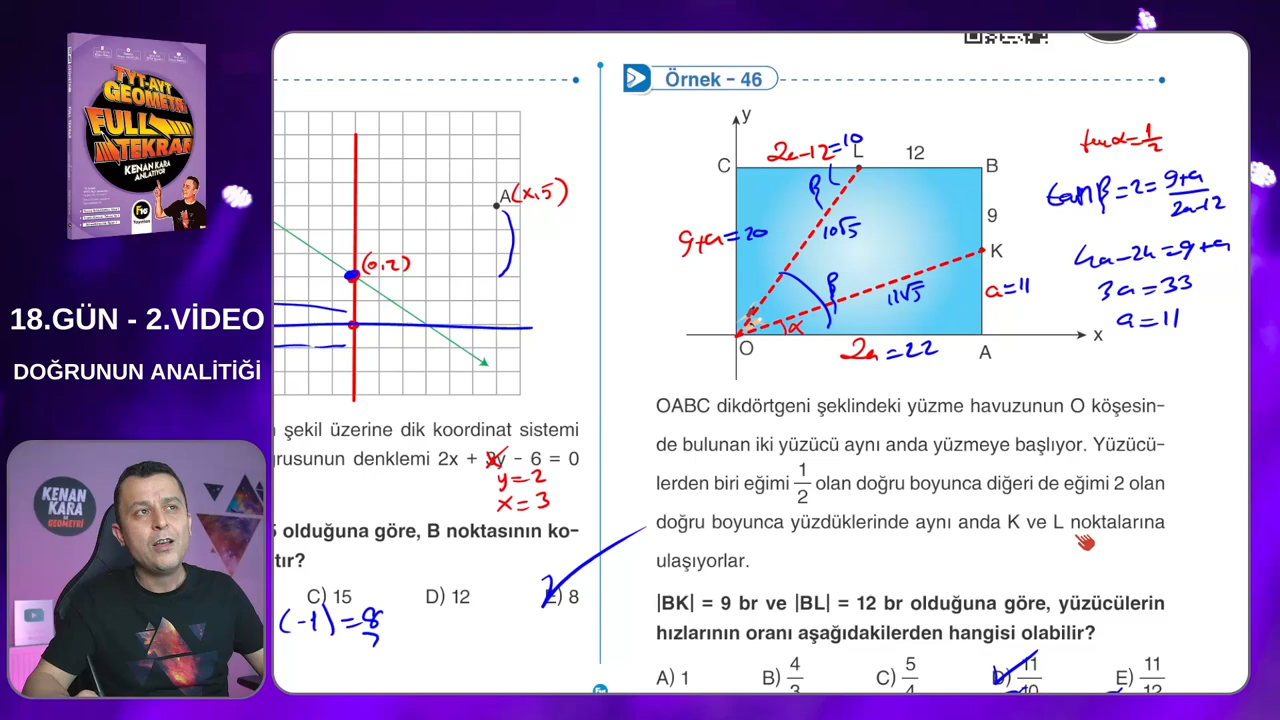 TYT-AYT
GEOMETRİ
FULL
TEKRAR
KENAN KARA
ANLATIYOR
18.GÜN - 2.VİDEO
DOĞRUNUN ANALİTİĞİ
KENAN
KARA
GEOMETRİ
A(x,5)
(0,2)
şekil üzerine dik koordinat sistemi
ğrusunun denklemi 2x + 3y - 6 = 0
y=-2
x=3
5 olduğuna göre, B noktasının ko-
tır?
C) 15
D) 12
E) 8
(-1)=8
Örnek – 46
y
C
2a-12=10
L
12
B
β
9+a=20
10√5
9
K
β
11√5
a=11
α
O
2a=22
A
x
tanα=1/2
tanβ=2=9+a/2a-12
4a-24=9+a
3a=33
a=11
OABC dikdörtgeni şeklindeki yüzme havuzunun O köşesin-
de bulunan iki yüzücü aynı anda yüzmeye başlıyor. Yüzücü-
lerden biri eğimi 1/2 olan doğru boyunca diğeri de eğimi 2 olan
doğru boyunca yüzdüklerinde aynı anda K ve L noktalarına
ulaşıyorlar.
|BK| = 9 br ve |BL| = 12 br olduğuna göre, yüzücülerin
hızlarının oranı aşağıdakilerden hangisi olabilir?
A) 1
B) 4/3
C) 5/4
D) 11/10
E) 11/12